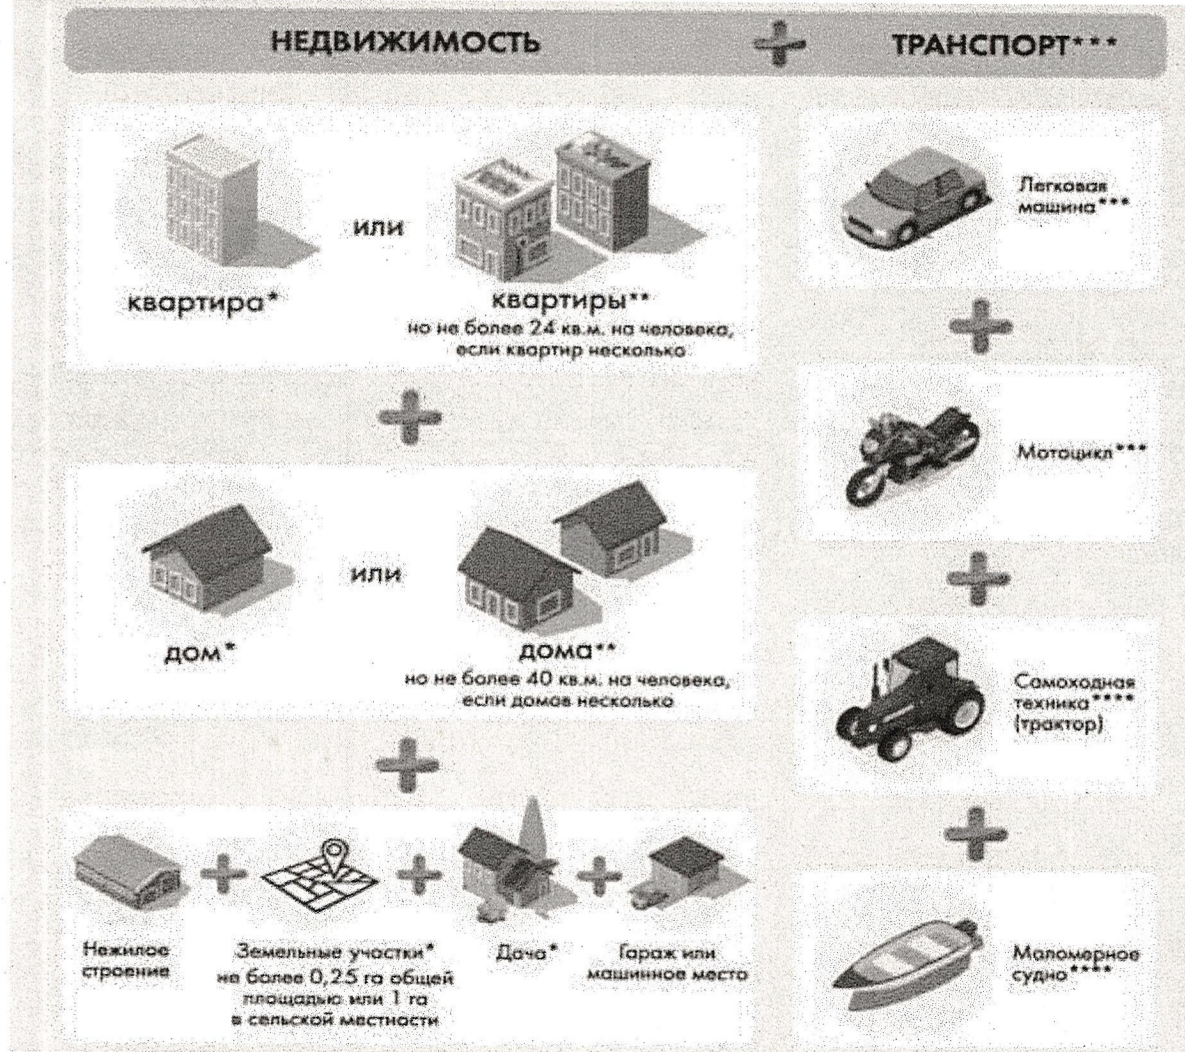 НЕДВИЖИМОСТЬ
ТРАНСПОРТ***
квартира*
или
квартиры**
но не более 24 кв.м. на человека,
если квартир несколько
дом*
или
дома**
но не более 40 кв.м. на человека,
если домов несколько
Нежилое
строение
Земельные участки*
не более 0,25 га общей
площадью или 1 га
в сельской местности
Дача*
Гараж или
машинное место
Легковая
машина***
Мотоцикл***
Самоходная
техника****
(трактор)
Маломерное
судно****